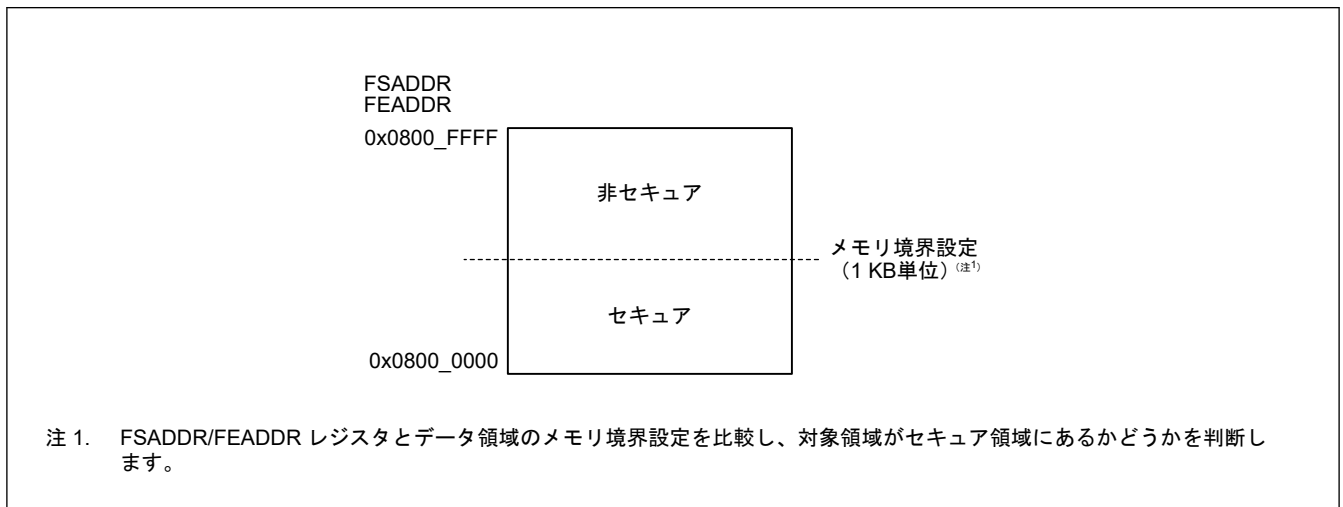 FSADDR
FEADDR
0x0800_FFFF
非セキュア
メモリ境界設定
（1 KB単位）（注1）
セキュア
0x0800_0000
注 1. FSADDR/FEADDR レジスタとデータ領域のメモリ境界設定を比較し、対象領域がセキュア領域にあるかどうかを判断し
ます。